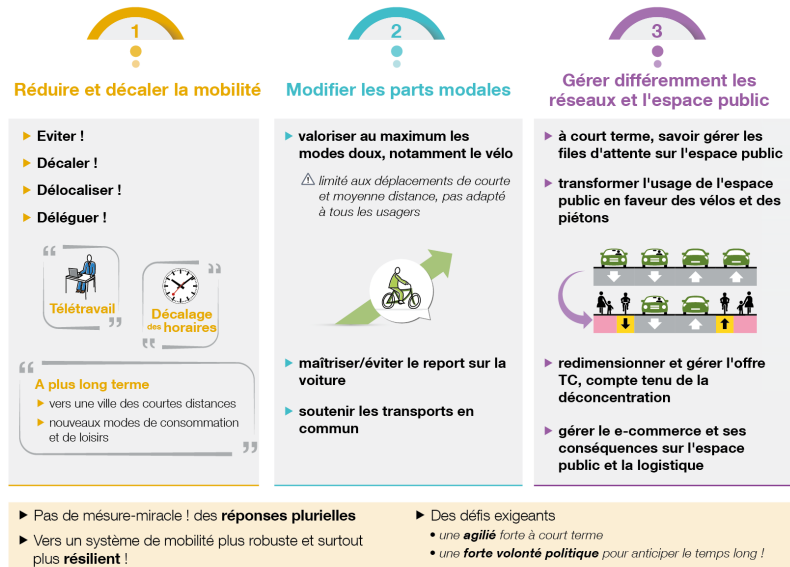 1
Réduire et décaler la mobilité
Eviter !
Décaler !
Délocaliser !
Déléguer !
Télétravail
Décalage
des horaires
A plus long terme
vers une ville des courtes distances
nouveaux modes de consommation
et de loisirs
2
Modifier les parts modales
valoriser au maximum les
modes doux, notamment le vélo
limité aux déplacements de courte
et moyenne distance, pas adapté
à tous les usagers
maîtriser/éviter le report sur la
voiture
soutenir les transports en
commun
3
Gérer différemment les
réseaux et l'espace public
à court terme, savoir gérer les
files d'attente sur l'espace public
transformer l'usage de l'espace
public en faveur des vélos et des
piétons
redimensionner et gérer l'offre
TC, compte tenu de la
déconcentration
gérer le e-commerce et ses
conséquences sur l'espace
public et la logistique
Pas de mésure-miracle ! des réponses plurielles
Vers un système de mobilité plus robuste et surtout
plus résilient !
Des défis exigeants
• une agilié forte à court terme
• une forte volonté politique pour anticiper le temps long !